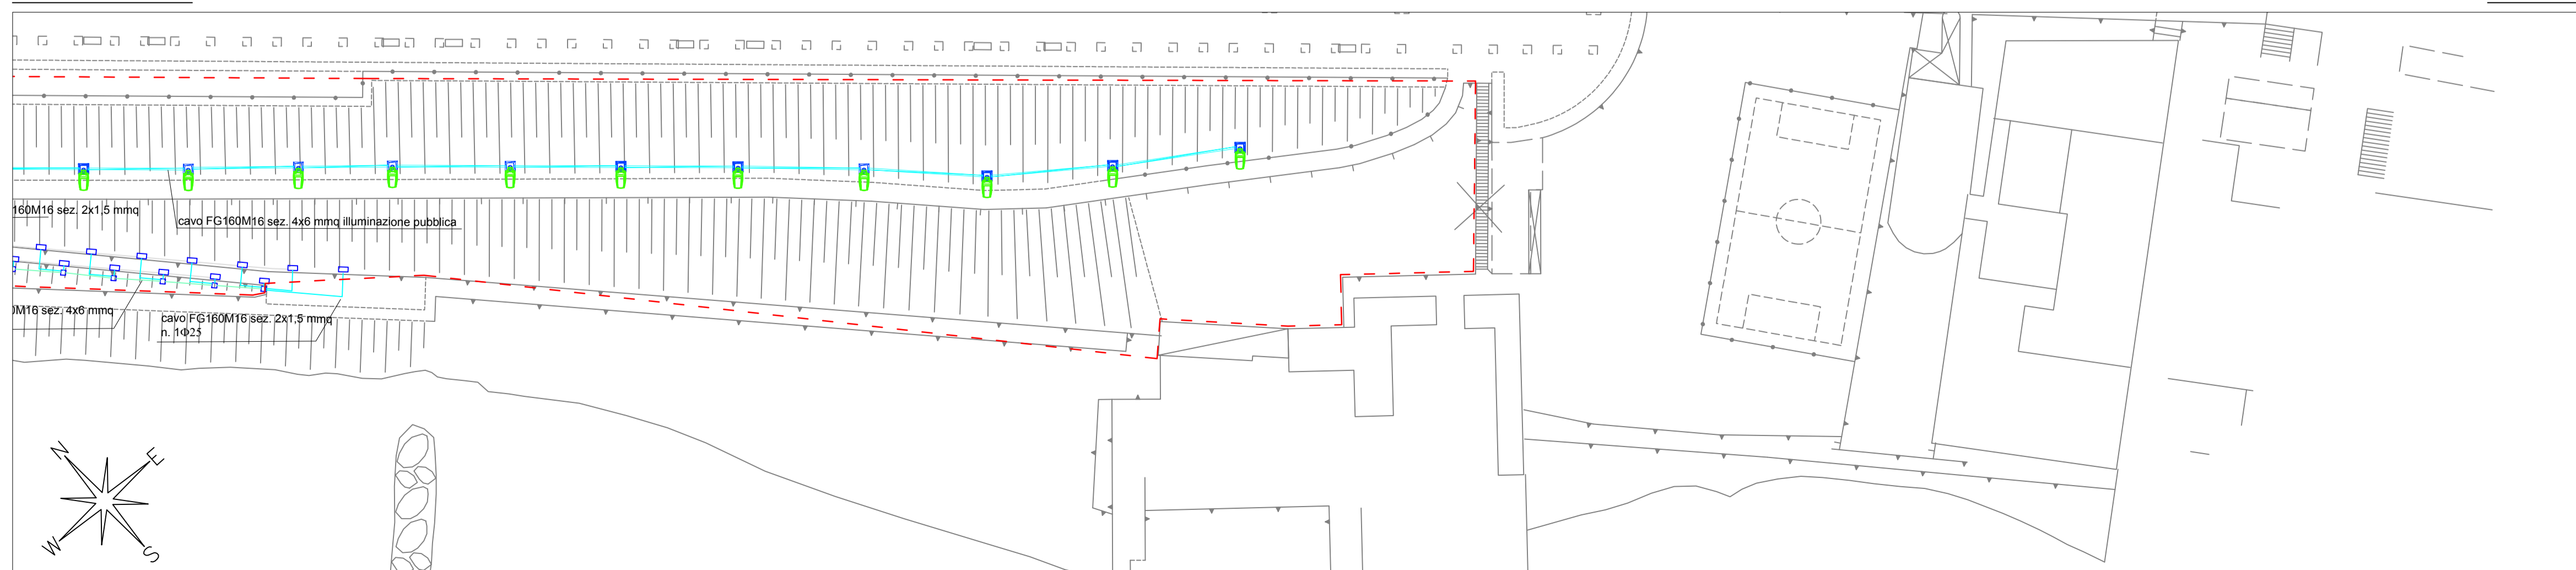 160M16 sez. 2x1,5 mmq
cavo FG160M16 sez. 4x6 mmq illuminazione pubblica
M16 sez. 4x6 mmq
cavo FG160M16 sez. 2x1,5 mmq
n. 1Φ25
N
E
W
S